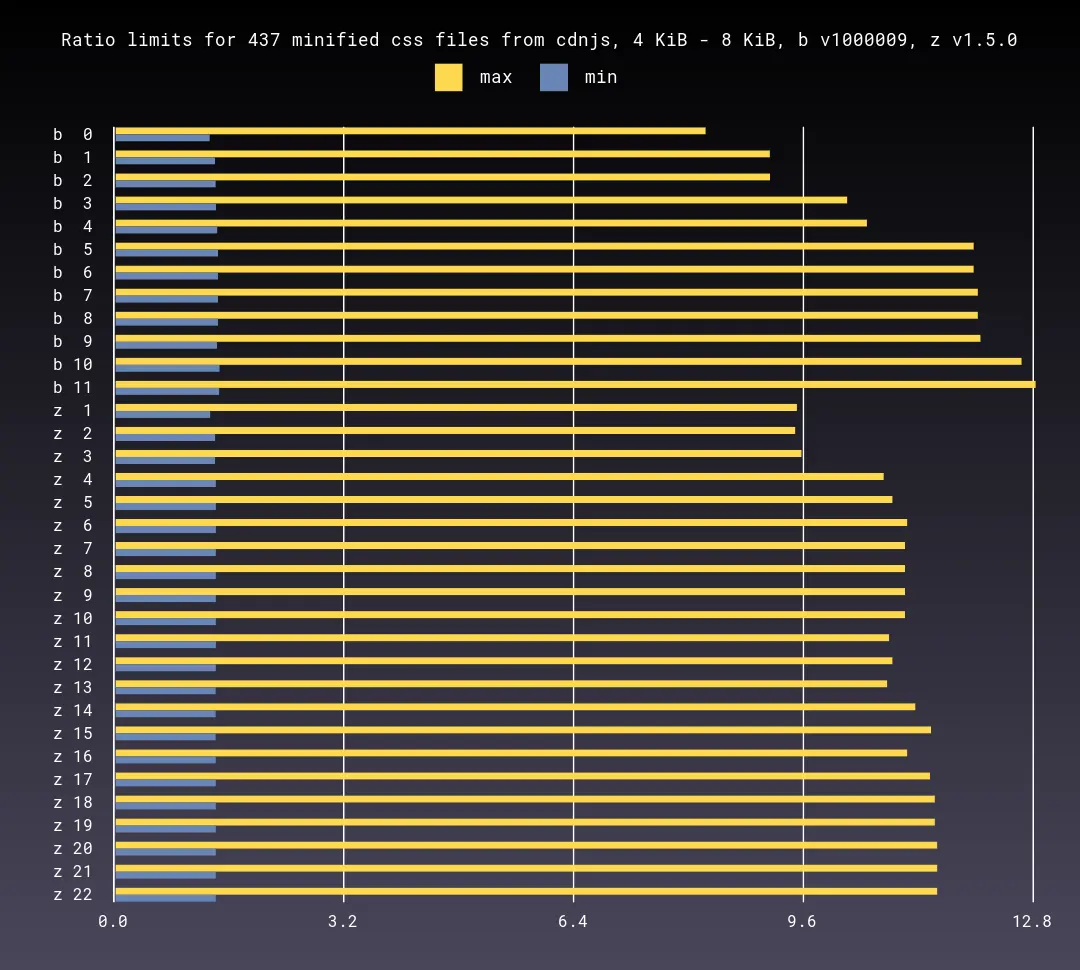 Ratio limits for 437 minified css files from cdnjs, 4 KiB - 8 KiB, b v1000009, z v1.5.0
max min
b 0
b 1
b 2
b 3
b 4
b 5
b 6
b 7
b 8
b 9
b 10
b 11
z 1
z 2
z 3
z 4
z 5
z 6
z 7
z 8
z 9
z 10
z 11
z 12
z 13
z 14
z 15
z 16
z 17
z 18
z 19
z 20
z 21
z 22
0.0 3.2 6.4 9.6 12.8